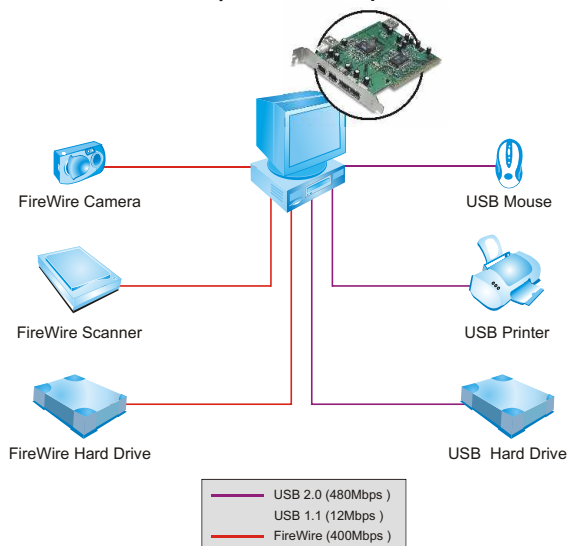 FireWire Camera
USB Mouse
FireWire Scanner
USB Printer
FireWire Hard Drive
USB Hard Drive
USB 2.0 (480Mbps )
USB 1.1 (12Mbps )
FireWire (400Mbps )